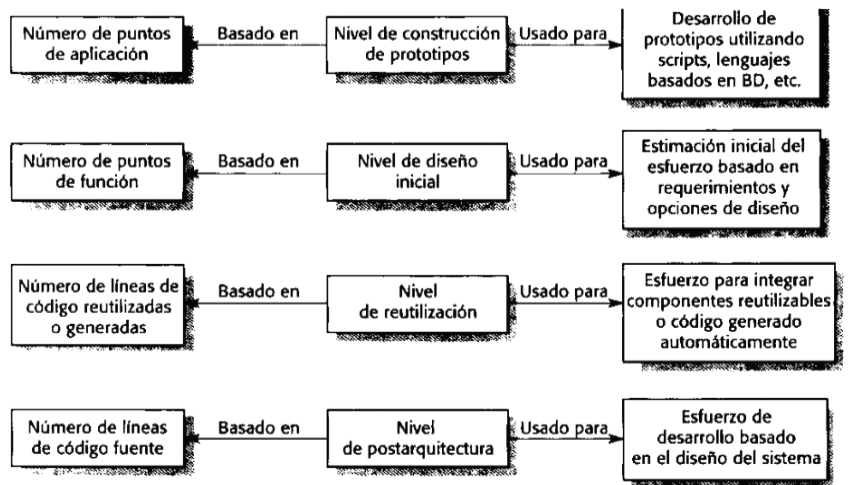 Número de puntos
de aplicación
Basado en
Nivel de construcción
de prototipos
Usado para
Desarrollo de
prototipos utilizando
scripts, lenguajes
basados en BD, etc.
Número de puntos
de función
Basado en
Nivel de diseño
inicial
Usado para
Estimación inicial del
esfuerzo basado en
requerimientos y
opciones de diseño
Número de líneas de
código reutilizadas
o generadas
Basado en
Nivel
de reutilización
Usado para
Esfuerzo para integrar
componentes reutilizables
o código generado
automáticamente
Número de líneas
de código fuente
Basado en
Nivel
de postarquitectura
Usado para
Esfuerzo de
desarrollo basado
en el diseño del sistema